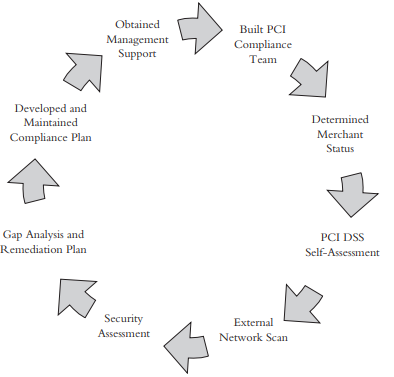 Obtained
Management
Support
Built PCI
Compliance
Team
Determined
Merchant
Status
PCI DSS
Self-Assessment
External
Network Scan
Security
Assessment
Gap Analysis and
Remediation Plan
Developed and
Maintained
Compliance Plan